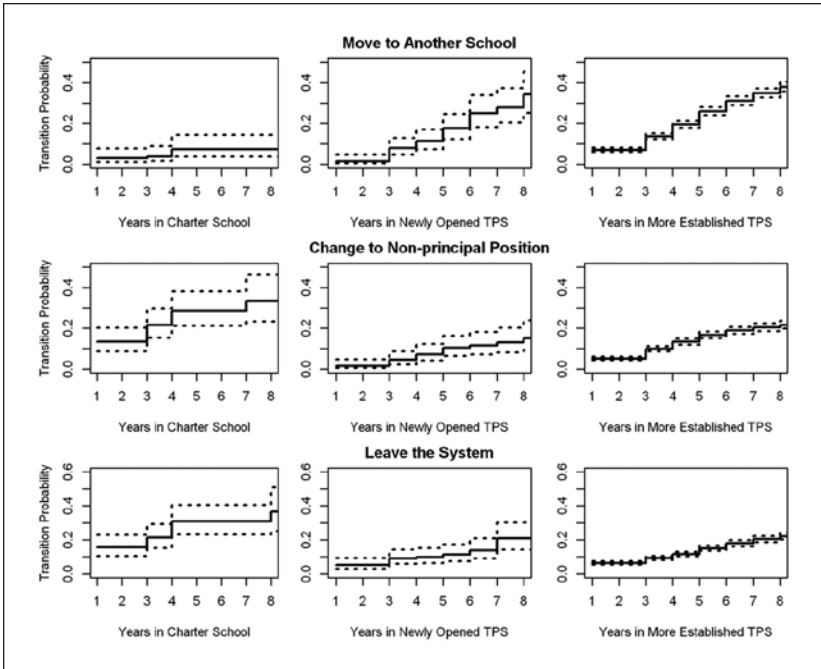 Move to Another School
Transition Probability
0.0 0.2 0.4
1 2 3 4 5 6 7 8
Years in Charter School
0.0 0.2 0.4
1 2 3 4 5 6 7 8
Years in Newly Opened TPS
0.0 0.2 0.4
1 2 3 4 5 6 7 8
Years in More Established TPS
Change to Non-principal Position
Transition Probability
0.0 0.2 0.4
1 2 3 4 5 6 7 8
Years in Charter School
0.0 0.2 0.4
1 2 3 4 5 6 7 8
Years in Newly Opened TPS
0.0 0.2 0.4
1 2 3 4 5 6 7 8
Years in More Established TPS
Leave the System
Transition Probability
0.0 0.2 0.4 0.6
1 2 3 4 5 6 7 8
Years in Charter School
0.0 0.2 0.4 0.6
1 2 3 4 5 6 7 8
Years in Newly Opened TPS
0.0 0.2 0.4 0.6
1 2 3 4 5 6 7 8
Years in More Established TPS